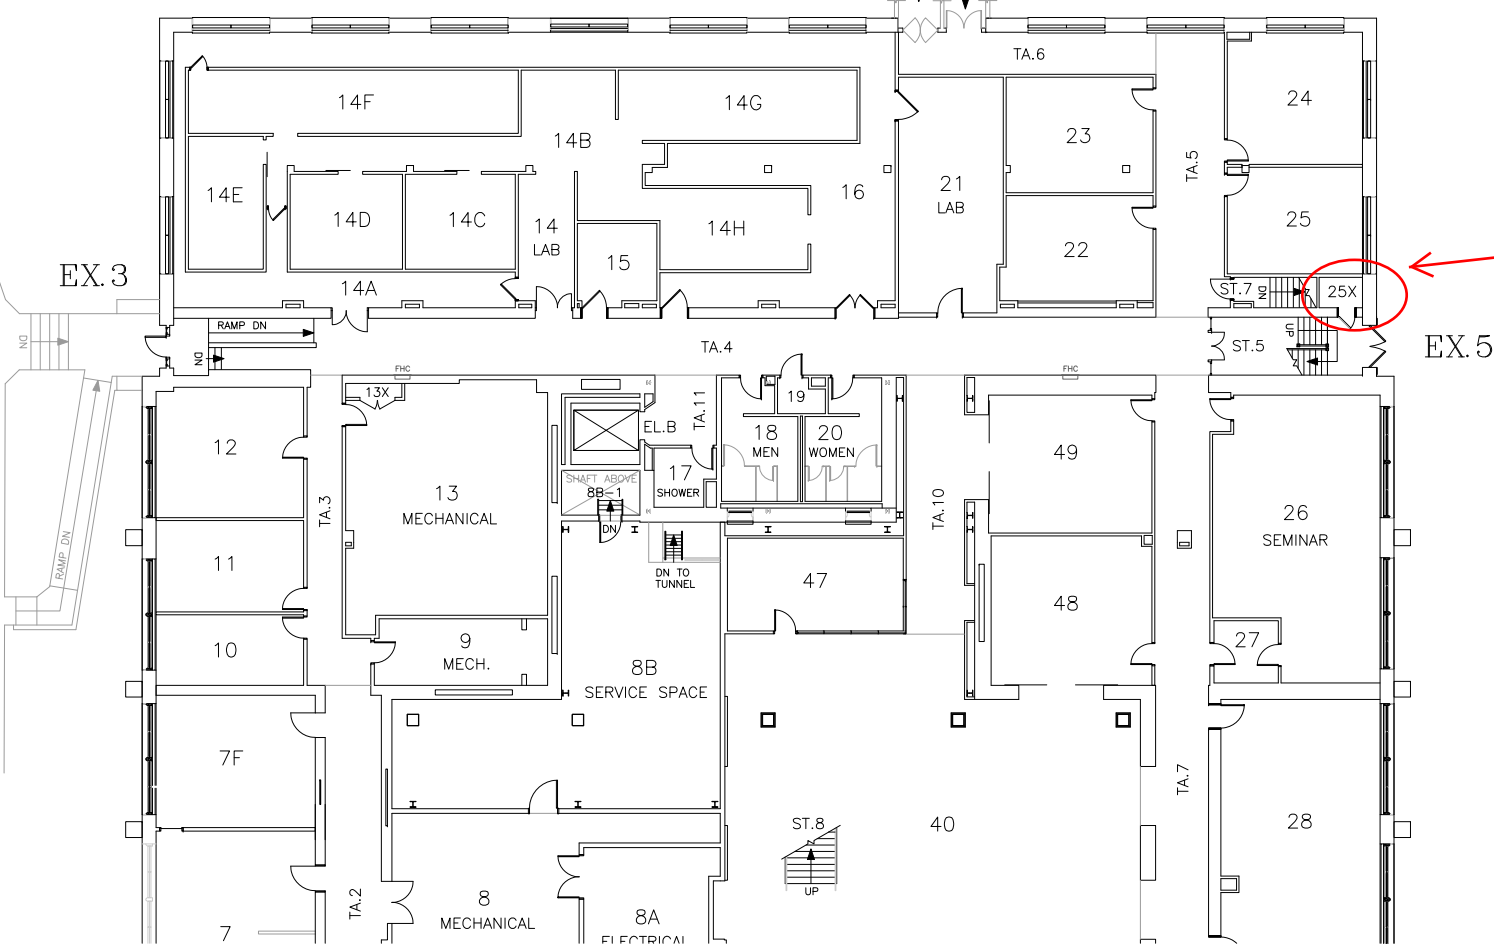 TA.6
14F
14G
24
14B
23
TA.5
14E
21
LAB
16
14D
14C
14
LAB
14H
25
22
15
EX.3
14A
ST.7
DN
25X
RAMP DN
DN
DN
TA.4
ST.5
UP
EX.5
FHC
FHC
13X
19
TA.11
EL.B
12
18
MEN
20
WOMEN
49
17
SHOWER
SHAFT ABOVE
8B-1
13
MECHANICAL
TA.3
TA.10
26
SEMINAR
DN
RAMP DN
11
DN TO
TUNNEL
47
48
10
9
MECH.
27
8B
SERVICE SPACE
7F
TA.7
ST.8
40
28
UP
TA.2
8
MECHANICAL
8A
ELECTRICAL
7